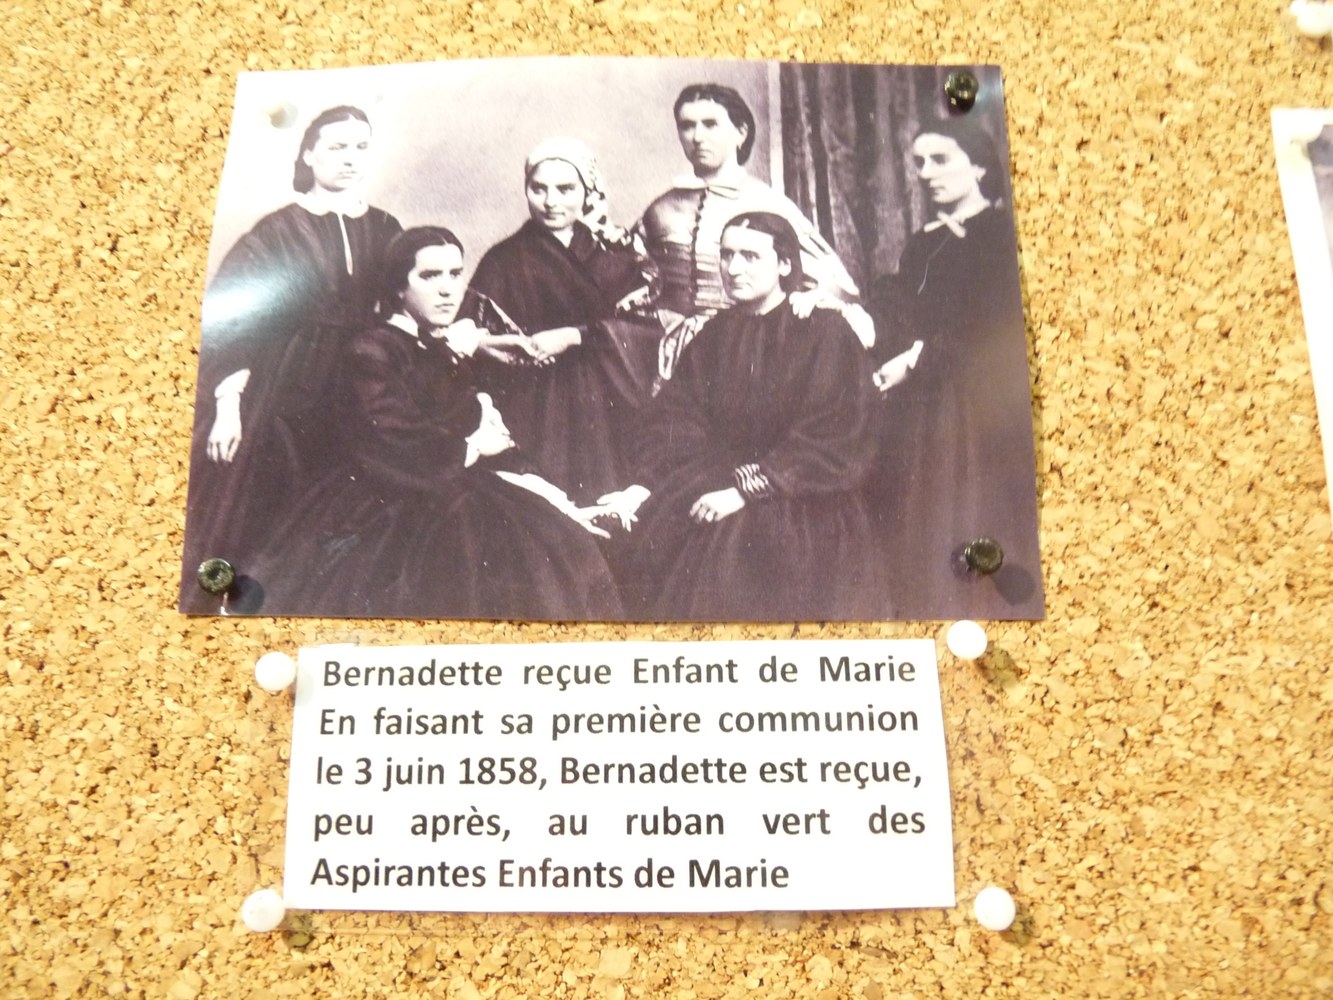 Bernadette reçue Enfant de Marie
En faisant sa première communion
le 3 juin 1858, Bernadette est reçue,
peu après, au ruban vert des
Aspirantes Enfants de Marie